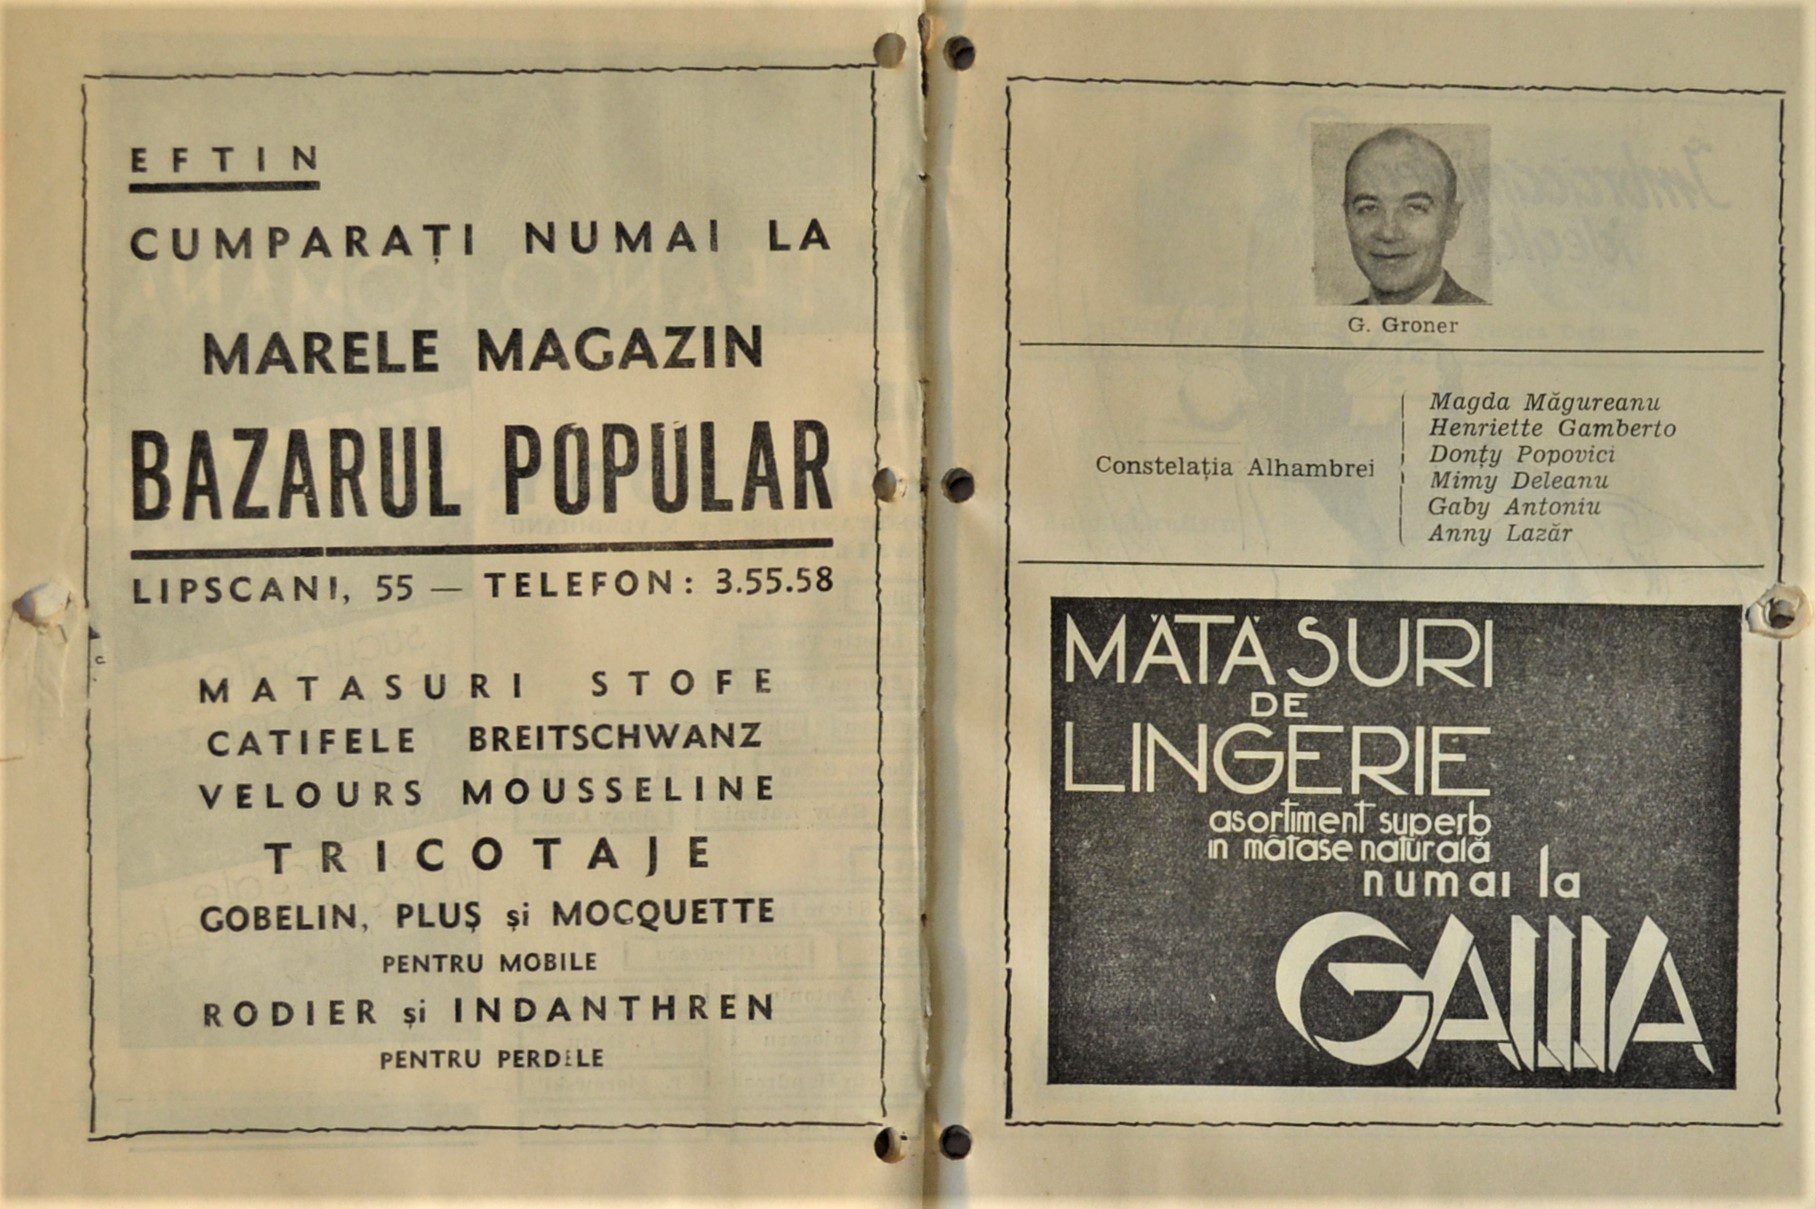 EFTIN
CUMPARAȚI NUMAI LA
MARELE MAGAZIN
BAZARUL POPULAR
LIPSCANI, 55 — TELEFON: 3.55.58
MATASURI STOFE
CATIFELE BREITSCHWANZ
VELOURS MOUSSELINE
TRICOTAJE
GOBELIN, PLUȘ și MOCQUETTE
PENTRU MOBILE
RODIER și INDANTHREN
PENTRU PERDELE
G. Groner
Constelația Alhambrei
Magda Măgureanu
Henriette Gamberto
Donțy Popovici
Mimy Deleanu
Gaby Antoniu
Anny Lazăr
MĂTĂSURI
DE
LINGERIE
asortiment superb
in mătase naturală
numai la
GALLIA